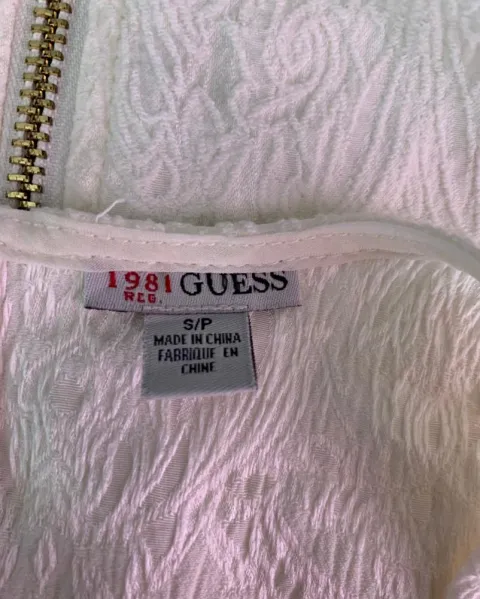 1981 GUESS
REG.
S/P
MADE IN CHINA
FABRIQUE EN
CHINE